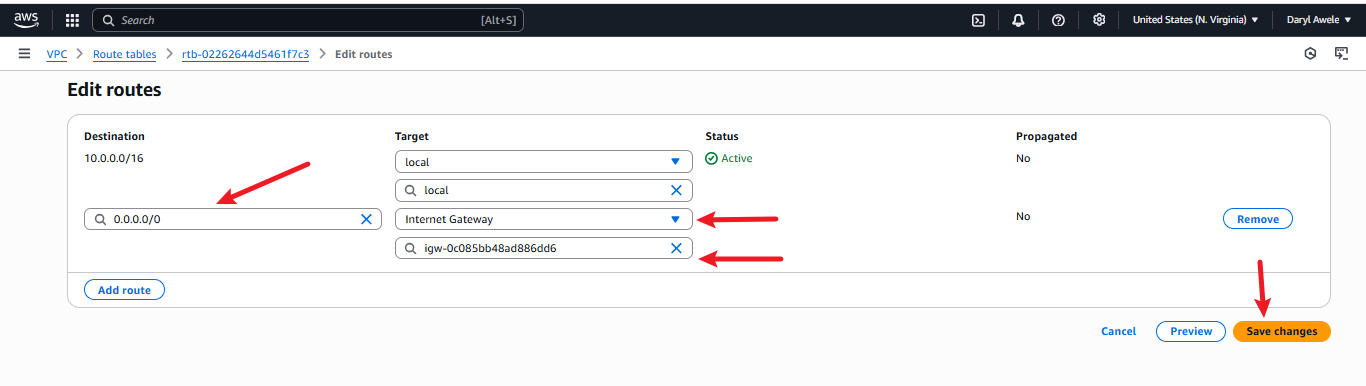 aws Search [Alt+S] United States (N. Virginia) Daryl Awele
VPC > Route tables > rtb-02262644d5461f7c3 > Edit routes
Edit routes
Destination Target Status Propagated
10.0.0.0/16 local Active No
local
0.0.0.0/0 Internet Gateway No Remove
igw-0c085bb48ad886dd6
Add route
Cancel Preview Save changes